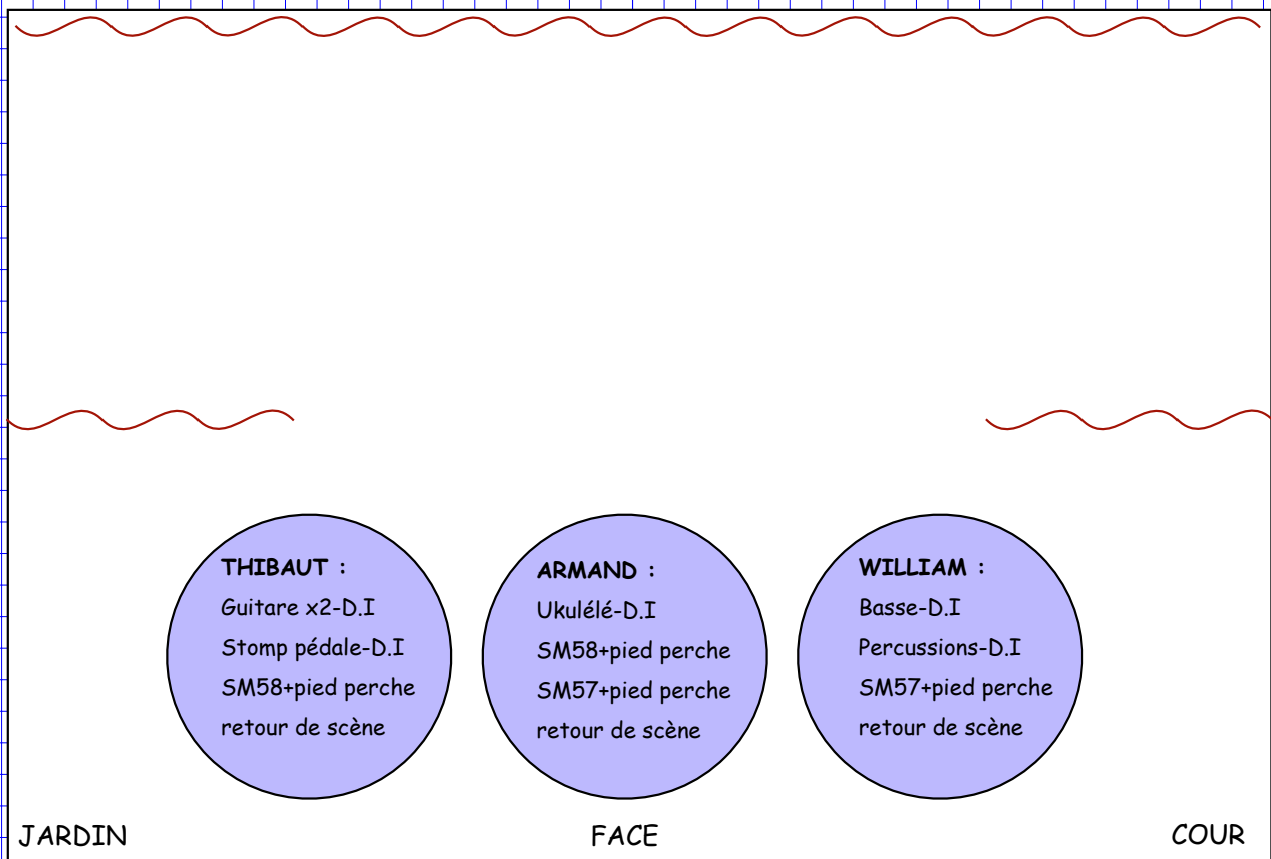 THIBAUT :
Guitare x2-D.I
Stomp pédale-D.I
SM58+pied perche
retour de scène
ARMAND :
Ukulélé-D.I
SM58+pied perche
SM57+pied perche
retour de scène
WILLIAM :
Basse-D.I
Percussions-D.I
SM57+pied perche
retour de scène
JARDIN
FACE
COUR